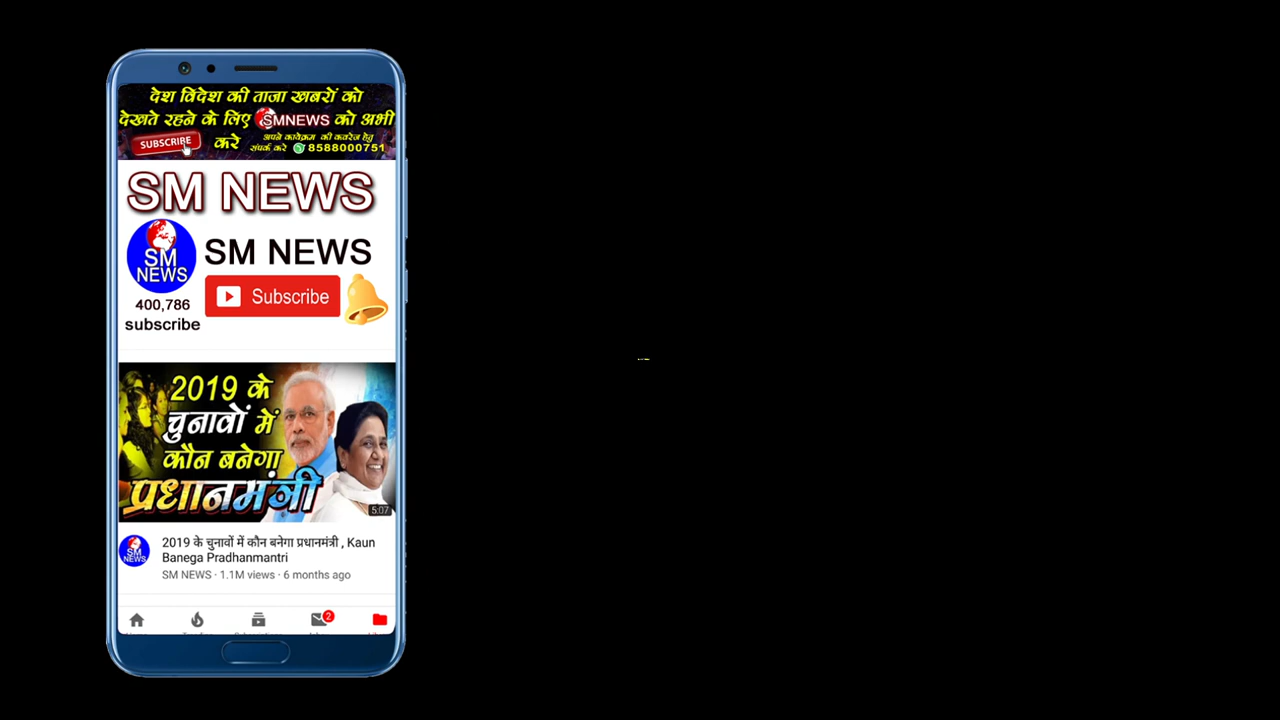 देश विदेश की ताजा खबरों को
देखते रहने के लिए SMNEWS को अभी
SUBSCRIBE करे
अपने कार्यक्रम की कवरेज हेतु
संपर्क करे 8588000751
SM NEWS
SM
NEWS
SM NEWS
Subscribe
400,786
subscribe
2019 के
चुनावों में
कौन बनेगा
प्रधानमंत्री
5:07
SM
NEWS
2019 के चुनावों में कौन बनेगा प्रधानमंत्री , Kaun
Banega Pradhanmantri
SM NEWS · 1.1M views · 6 months ago
2